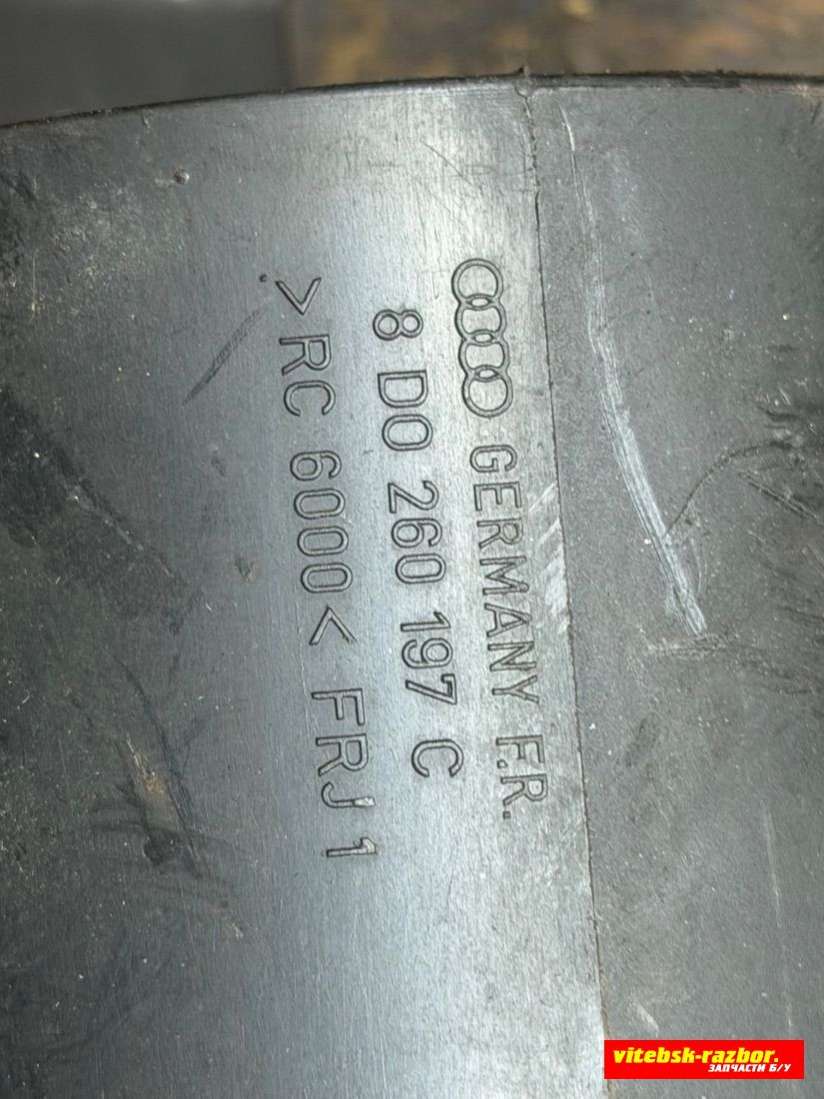 GERMANY F.R.
8 D0 260 197 C
>RC 6000< FRJ 1
vitebsk-razbor.
ЗАПЧАСТИ Б/У